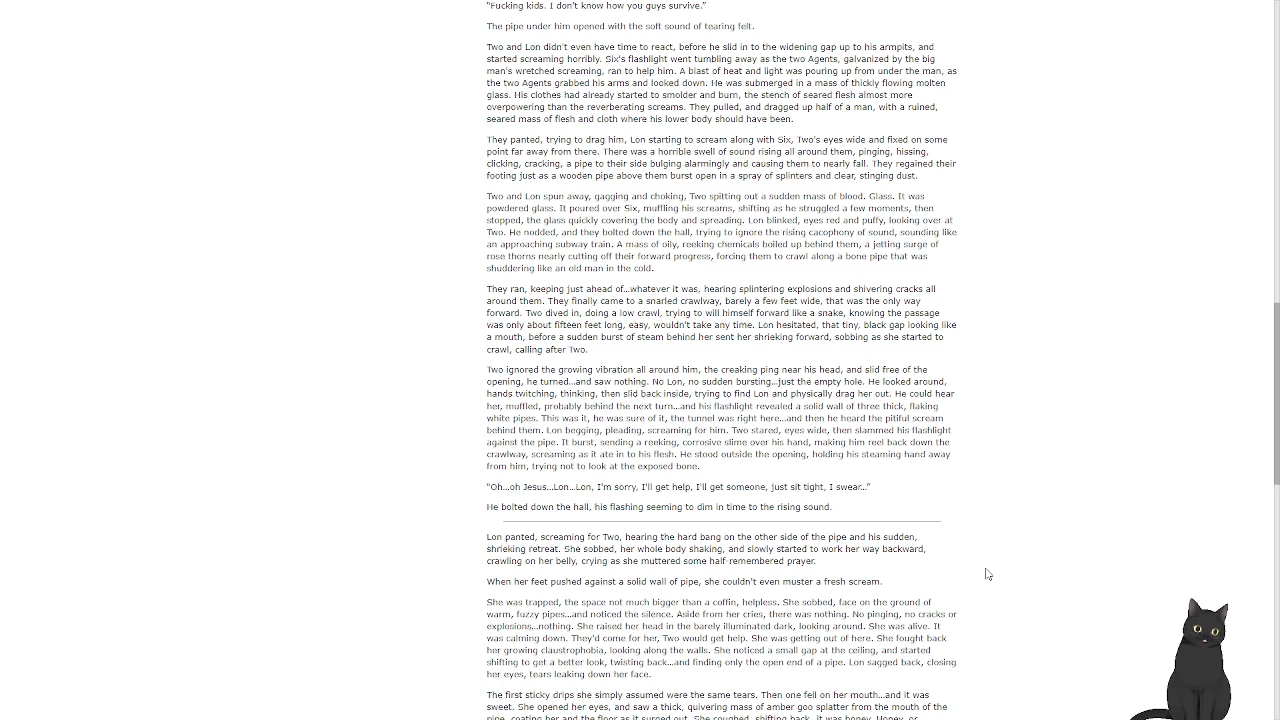 “Fucking kids. I don't know how you guys survive.”
The pipe under him opened with the soft sound of tearing felt.
Two and Lon didn't even have time to react, before he slid in to the widening gap up to his armpits, and
started screaming horribly. Six's flashlight went tumbling away as the two Agents, galvanized by the big
man's wretched screaming, ran to help him. A blast of heat and light was pouring up from under the man, as
the two Agents grabbed his arms and looked down. He was submerged in a mass of thickly flowing molten
glass. His clothes had already started to smolder and burn, the stench of seared flesh almost more
overpowering than the reverberating screams. They pulled, and dragged up half of a man, with a ruined,
seared mass of flesh and cloth where his lower body should have been.
They panted, trying to drag him, Lon starting to scream along with Six, Two's eyes wide and fixed on some
point far away from there. There was a horrible swell of sound rising all around them, pinging, hissing,
clicking, cracking, a pipe to their side bulging alarmingly and causing them to nearly fall. They regained their
footing just as a wooden pipe above them burst open in a spray of splinters and clear, stinging dust.
Two and Lon spun away, gagging and choking, Two spitting out a sudden mass of blood. Glass. It was
powdered glass. It poured over Six, muffling his screams, shifting as he struggled a few moments, then
stopped, the glass quickly covering the body and spreading. Lon blinked, eyes red and puffy, looking over at
Two. He nodded, and they bolted down the hall, trying to ignore the rising cacophony of sound, sounding like
an approaching subway train. A mass of oily, reeking chemicals boiled up behind them, a jetting surge of
rose thorns nearly cutting off their forward progress, forcing them to crawl along a bone pipe that was
shuddering like an old man in the cold.
They ran, keeping just ahead of…whatever it was, hearing splintering explosions and shivering cracks all
around them. They finally came to a snarled crawlway, barely a few feet wide, that was the only way
forward. Two dived in, doing a low crawl, trying to will himself forward like a snake, knowing the passage
was only about fifteen feet long, easy, wouldn't take any time. Lon hesitated, that tiny, black gap looking like
a mouth, before a sudden burst of steam behind her sent her shrieking forward, sobbing as she started to
crawl, calling after Two.
Two ignored the growing vibration all around him, the creaking ping near his head, and slid free of the
opening, he turned…and saw nothing. No Lon, no sudden bursting…just the empty hole. He looked around,
hands twitching, thinking, then slid back inside, trying to find Lon and physically drag her out. He could hear
her, muffled, probably behind the next turn…and his flashlight revealed a solid wall of three thick, flaking
white pipes. This was it, he was sure of it, the tunnel was right here…and then he heard the pitiful scream
behind them. Lon begging, pleading, screaming for him. Two stared, eyes wide, then slammed his flashlight
against the pipe. It burst, sending a reeking, corrosive slime over his hand, making him reel back down the
crawlway, screaming as it ate in to his flesh. He stood outside the opening, holding his steaming hand away
from him, trying not to look at the exposed bone.
“Oh…oh Jesus…Lon…Lon, I'm sorry, I'll get help, I'll get someone, just sit tight, I swear…”
He bolted down the hall, his flashing seeming to dim in time to the rising sound.
Lon panted, screaming for Two, hearing the hard bang on the other side of the pipe and his sudden,
shrieking retreat. She sobbed, her whole body shaking, and slowly started to work her way backward,
crawling on her belly, crying as she muttered some half-remembered prayer.
When her feet pushed against a solid wall of pipe, she couldn't even muster a fresh scream.
She was trapped, the space not much bigger than a coffin, helpless. She sobbed, face on the ground of
warm, fuzzy pipes…and noticed the silence. Aside from her cries, there was nothing. No pinging, no cracks or
explosions…nothing. She raised her head in the barely illuminated dark, looking around. She was alive. It
was calming down. They'd come for her, Two would get help. She was getting out of here. She fought back
her growing claustrophobia, looking along the walls. She noticed a small gap at the ceiling, and started
shifting to get a better look, twisting back…and finding only the open end of a pipe. Lon sagged back, closing
her eyes, tears leaking down her face.
The first sticky drips she simply assumed were the same tears. Then one fell on her mouth…and it was
sweet. She opened her eyes, and saw a thick, quivering mass of amber goo splatter from the mouth of the
pipe, coating her and the floor as it surged out. She coughed, shifting back, it was honey. Honey, or